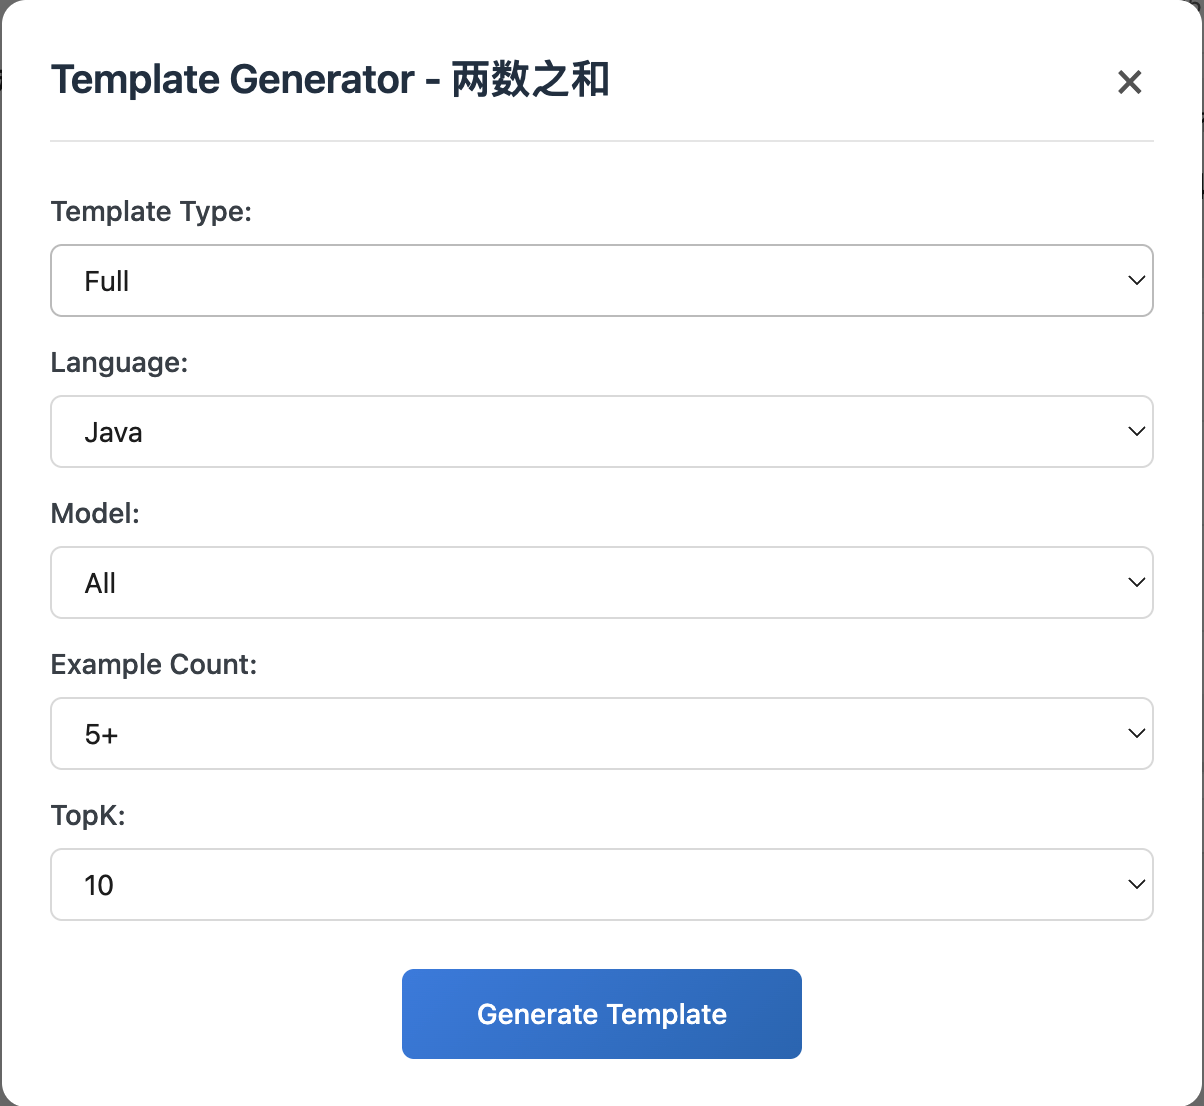 Template Generator - 两数之和
Template Type:
Full
Language:
Java
Model:
All
Example Count:
5+
TopK:
10
Generate Template